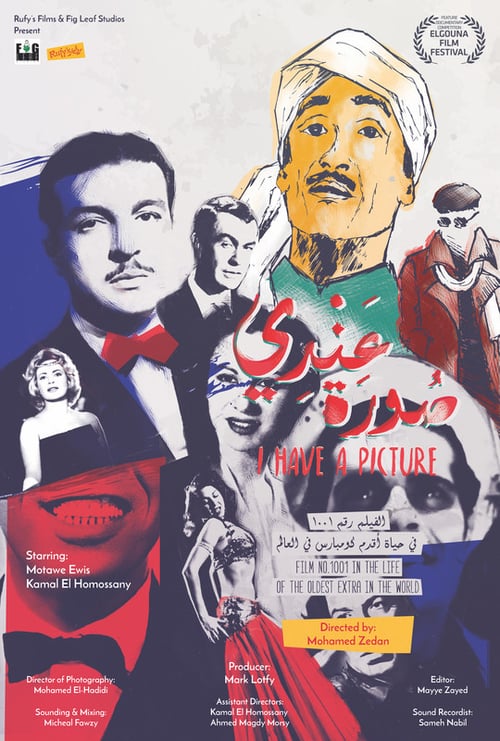 Rufy's Films & Fig Leaf Studios
Present
FIG
Rufy's
FEATURE
DOCUMENTARY
COMPETITION
ELGOUNA
FILM
FESTIVAL
عَنْدِي
صُورَة
I HAVE A PICTURE
الفيلم رقم ١٠٠١
في حياة أقدم كومبارس في العالم
FILM NO.1001 IN THE LIFE
OF THE OLDEST EXTRA IN THE WORLD
Starring:
Motawe Ewis
Kamal El Homossany
Directed by:
Mohamed Zedan
Director of Photography:
Mohamed El-Hadidi
Sounding & Mixing:
Micheal Fawzy
Producer:
Mark Lotfy
Assistant Directors:
Kamal El Homossany
Ahmed Magdy Morsy
Editor:
Mayye Zayed
Sound Recordist:
Sameh Nabil